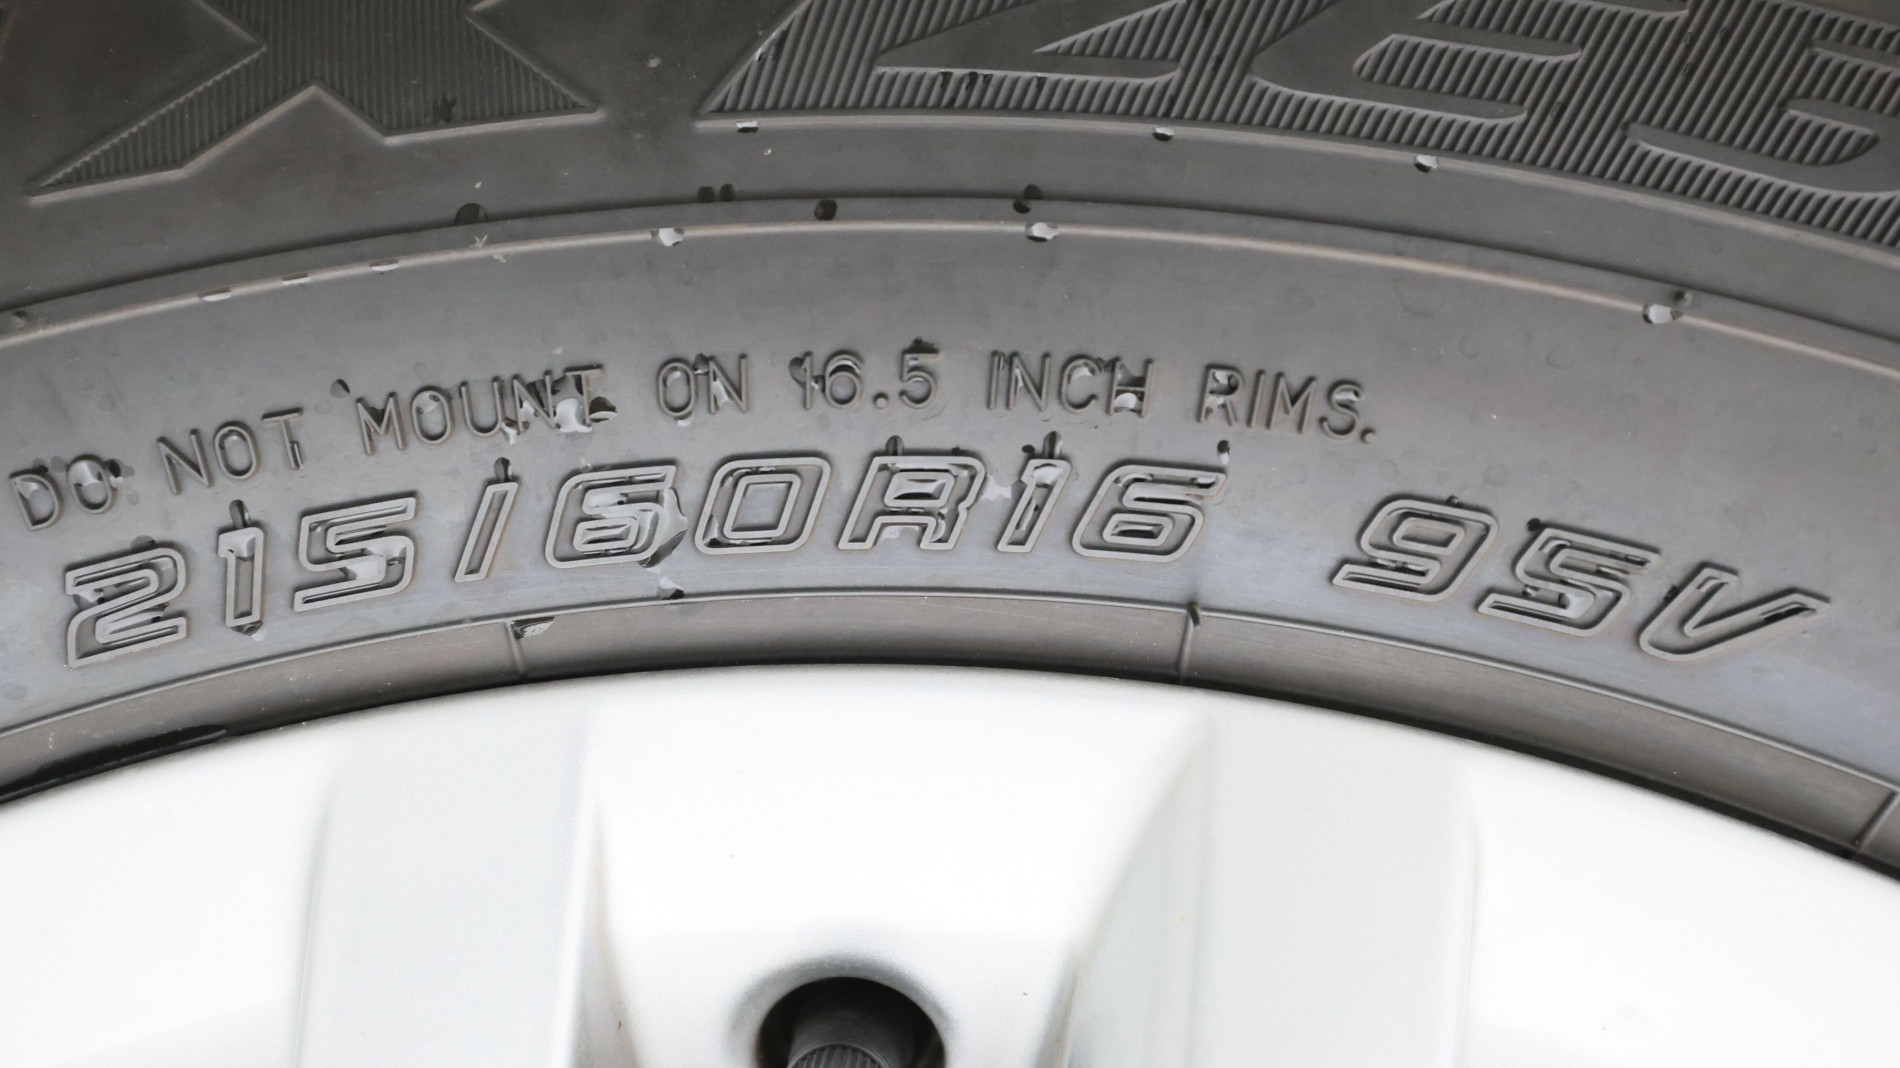 DO NOT MOUNT ON 16.5 INCH RIMS.
215/60R16 95V